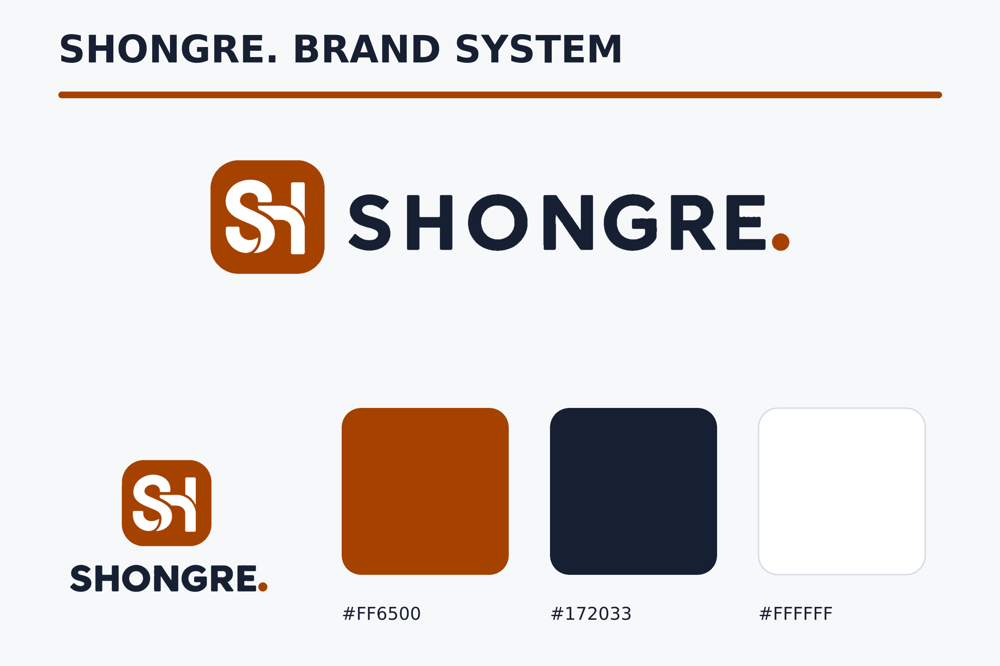 SHONGRE. BRAND SYSTEM
SH SHONGRE.
SH
SHONGRE.
#FF6500 #172033 #FFFFFF